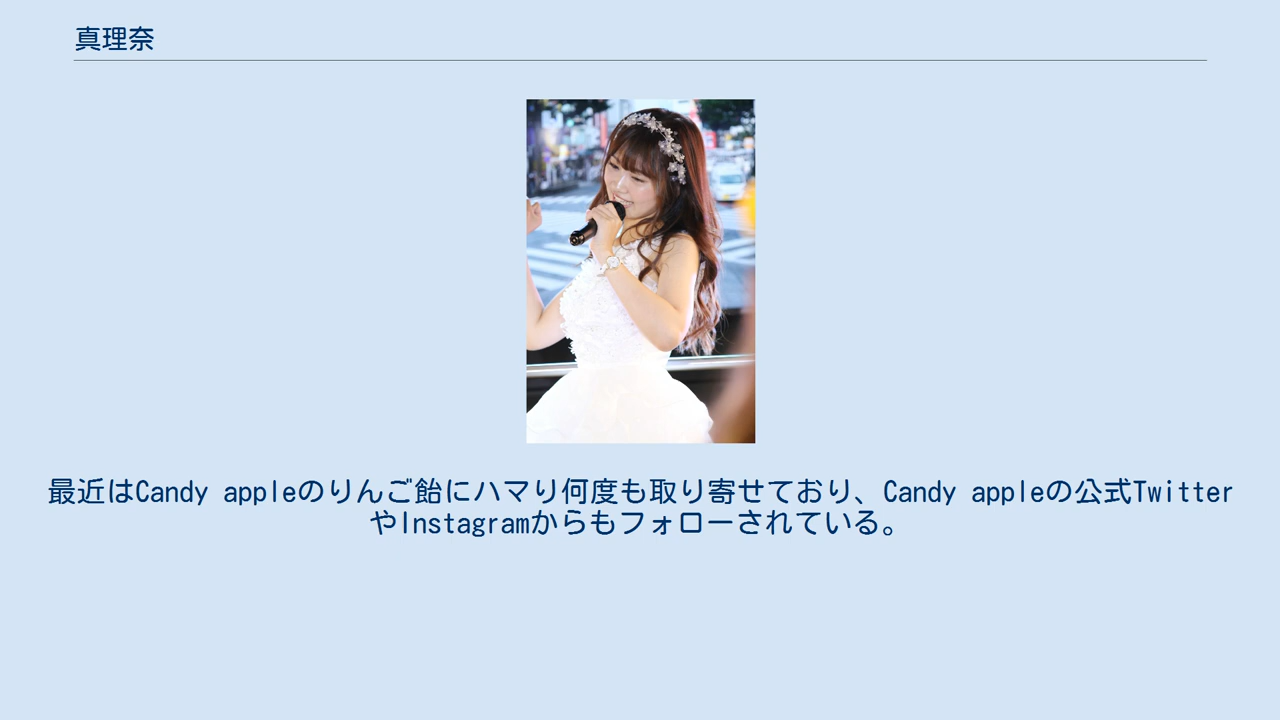 真理奈
最近はCandy appleのりんご飴にハマり何度も取り寄せており、Candy appleの公式Twitter
やInstagramからもフォローされている。